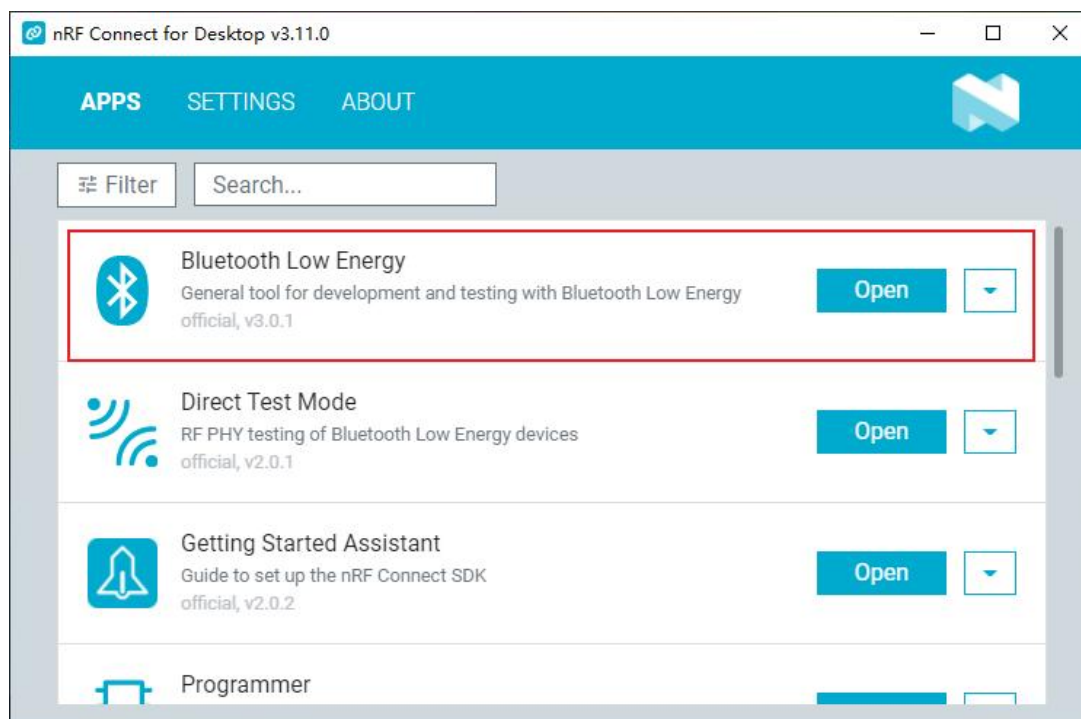 nRF Connect for Desktop v3.11.0
APPS SETTINGS ABOUT
Filter Search...
Bluetooth Low Energy
General tool for development and testing with Bluetooth Low Energy
official, v3.0.1
Open
Direct Test Mode
RF PHY testing of Bluetooth Low Energy devices
official, v2.0.1
Open
Getting Started Assistant
Guide to set up the nRF Connect SDK
official, v2.0.2
Open
Programmer